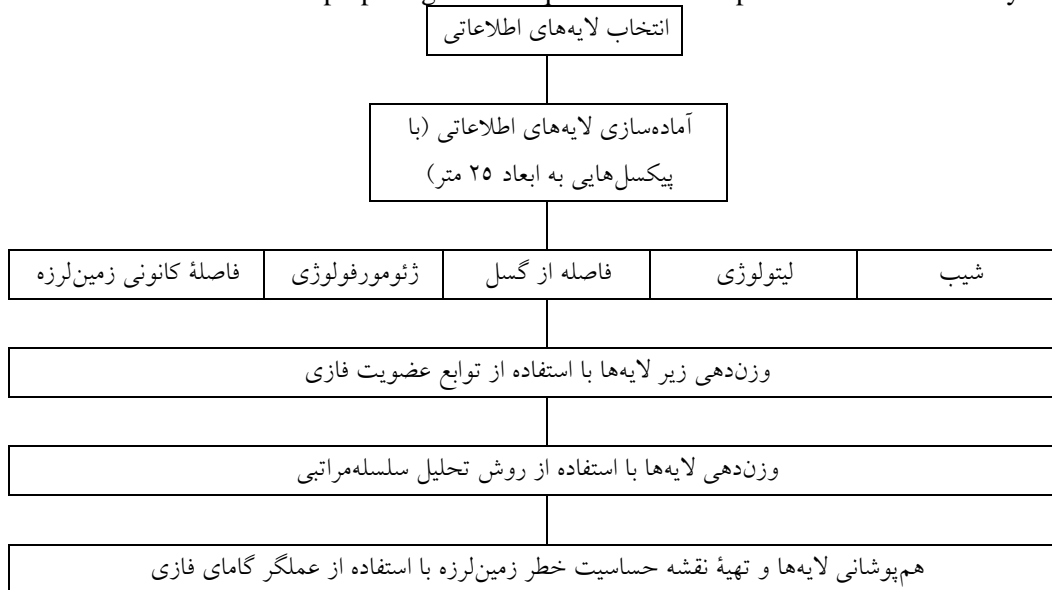 انتخاب لایه‌های اطلاعاتی
آماده‌سازی لایه‌های اطلاعاتی (با
پیکسل‌هایی به ابعاد ۲۵ متر)
شیب
لیتولوژی
فاصله از گسل
ژئومورفولوژی
فاصلهٔ کانونی زمین‌لرزه
وزن‌دهی زیر لایه‌ها با استفاده از توابع عضویت فازی
وزن‌دهی لایه‌ها با استفاده از روش تحلیل سلسله‌مراتبی
هم‌پوشانی لایه‌ها و تهیهٔ نقشه حساسیت خطر زمین‌لرزه با استفاده از عملگر گامای فازی